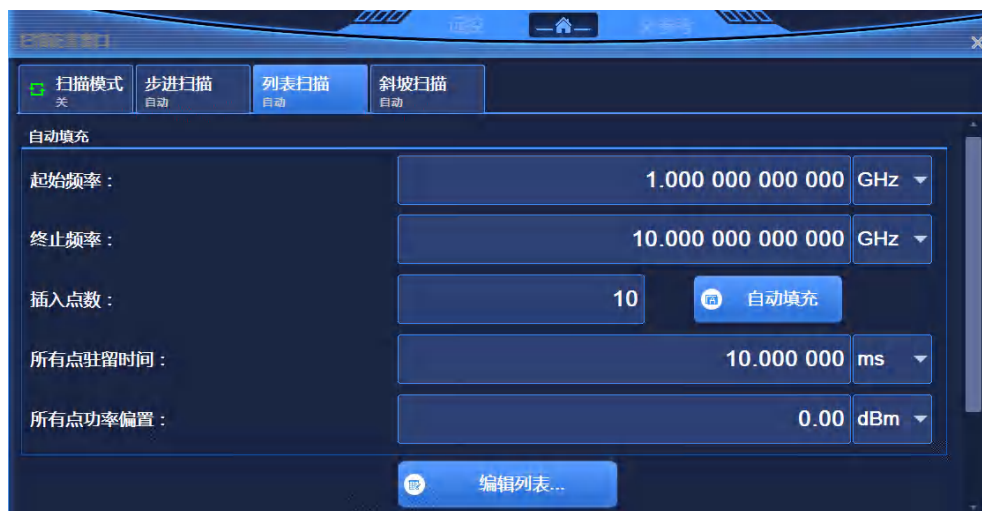 扫描模式 步进扫描 列表扫描 斜坡扫描
关 自动 自动 自动
自动填充
起始频率： 1.000 000 000 000 GHz
终止频率： 10.000 000 000 000 GHz
插入点数： 10 自动填充
所有点驻留时间： 10.000 000 ms
所有点功率偏置： 0.00 dBm
编辑列表...